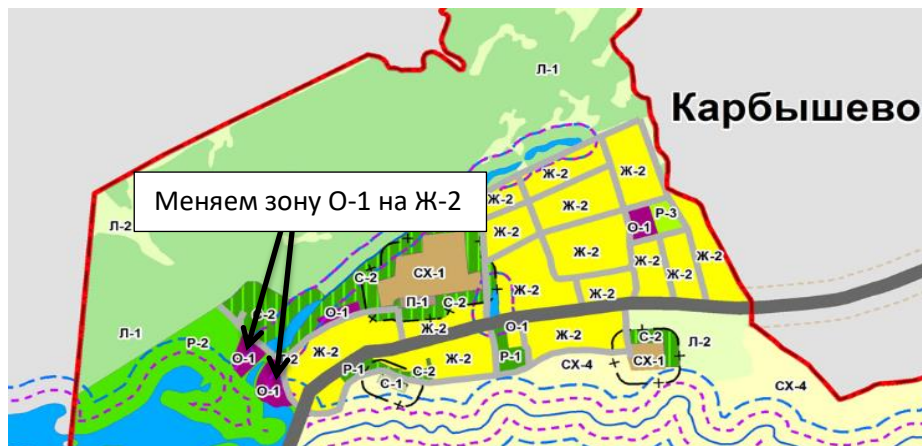 Л-1
Карбышево
Меняем зону О-1 на Ж-2
Ж-2
Ж-2
Ж-2
Р-3
О-1
Л-2
Ж-2
Ж-2
Ж-2
Ж-2
С-2
СХ-1
Ж-2
Ж-2
П-1
С-2
С-2
О-1
Л-1
Ж-2
О-1
Ж-2
С-2
Л-2
Р-2
О-1
Ж-2
Ж-2
Р-1
СХ-4
СХ-1
Р-1
С-2
С-1
О-1
СХ-4